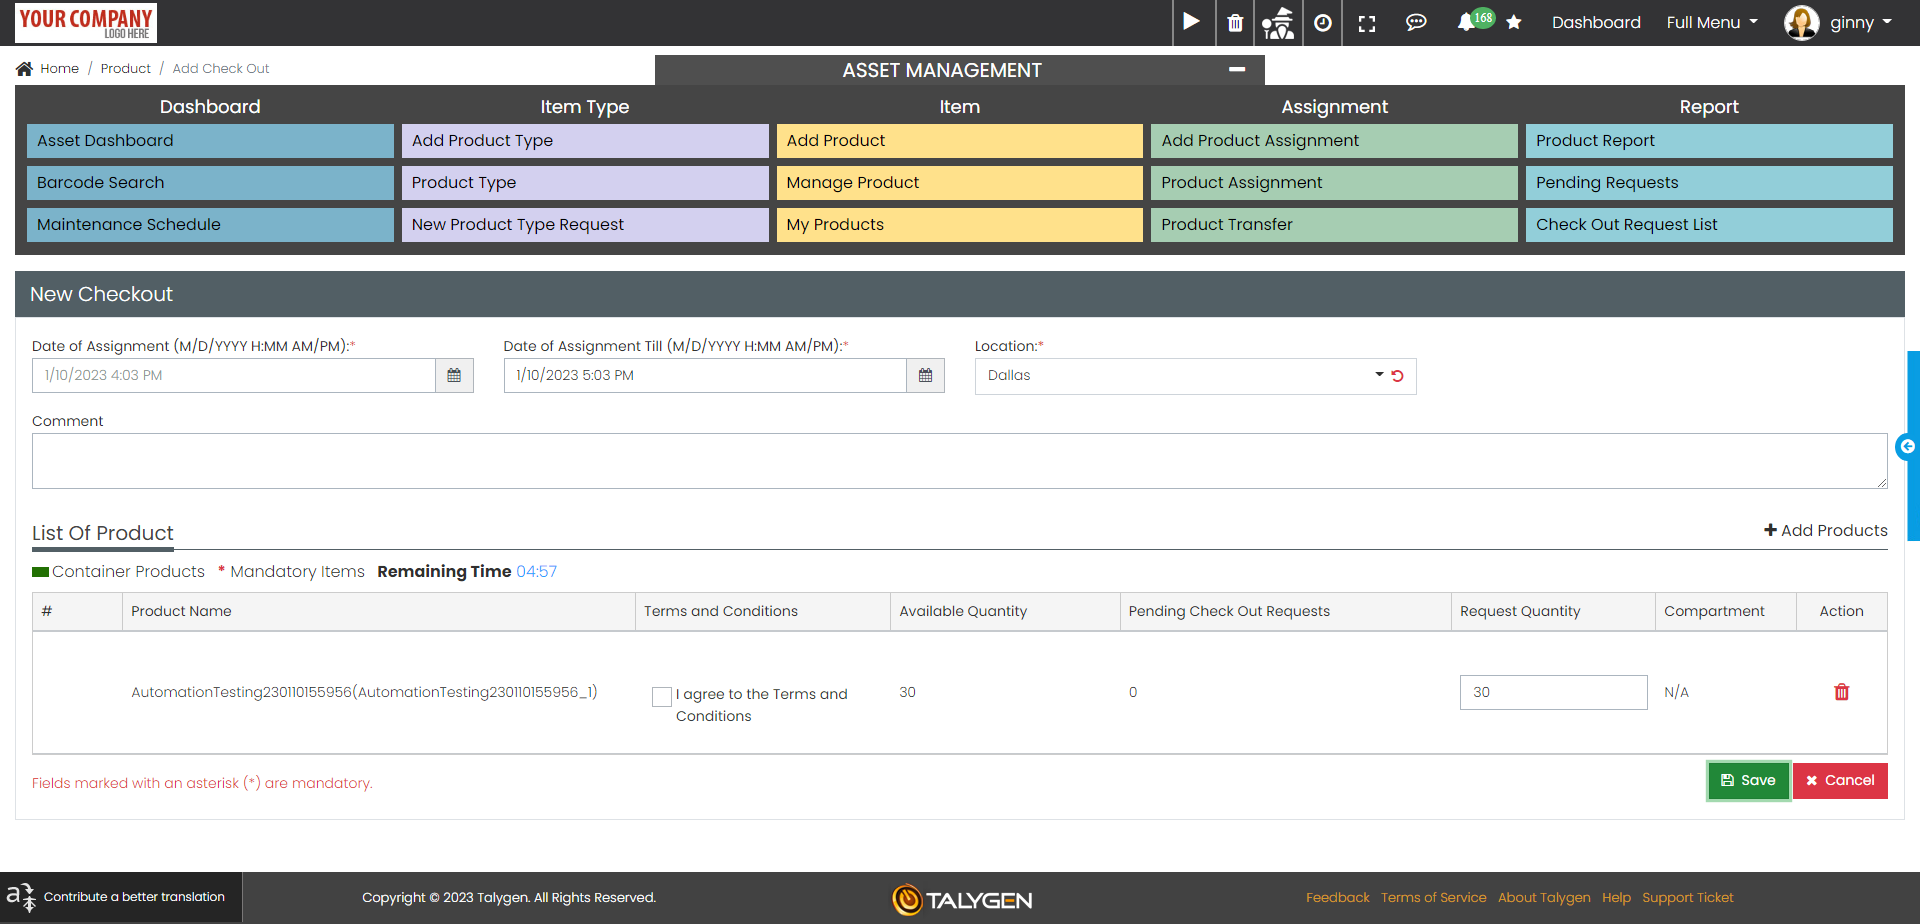 YOUR COMPANY
LOGO HERE
168
Dashboard
Full Menu
ginny
Home / Product / Add Check Out
ASSET MANAGEMENT
Dashboard
Item Type
Item
Assignment
Report
Asset Dashboard
Add Product Type
Add Product
Add Product Assignment
Product Report
Barcode Search
Product Type
Manage Product
Product Assignment
Pending Requests
Maintenance Schedule
New Product Type Request
My Products
Product Transfer
Check Out Request List
New Checkout
Date of Assignment (M/D/YYYY H:MM AM/PM):*
Date of Assignment Till (M/D/YYYY H:MM AM/PM):*
Location:*
1/10/2023 4:03 PM
1/10/2023 5:03 PM
Dallas
Comment
List Of Product
Add Products
Container Products * Mandatory Items Remaining Time 04:57
#
Product Name
Terms and Conditions
Available Quantity
Pending Check Out Requests
Request Quantity
Compartment
Action
AutomationTesting230110155956(AutomationTesting230110155956_1)
I agree to the Terms and
Conditions
30
0
30
N/A
Fields marked with an asterisk (*) are mandatory.
Save
Cancel
Contribute a better translation
Copyright © 2023 Talygen. All Rights Reserved.
TALYGEN
Feedback
Terms of Service
About Talygen
Help
Support Ticket